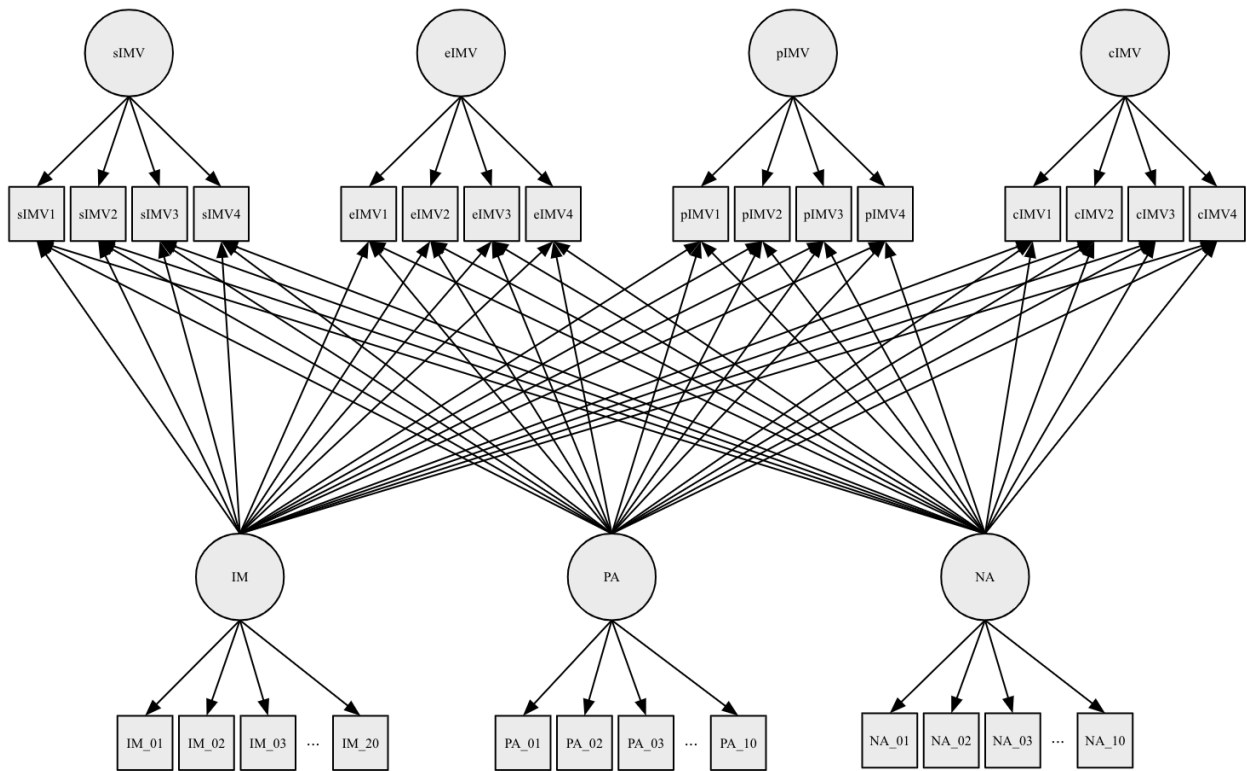 sIMV eIMV pIMV cIMV
sIMV1 sIMV2 sIMV3 sIMV4 eIMV1 eIMV2 eIMV3 eIMV4 pIMV1 pIMV2 pIMV3 pIMV4 cIMV1 cIMV2 cIMV3 cIMV4
IM PA NA
IM_01 IM_02 IM_03 ... IM_20 PA_01 PA_02 PA_03 ... PA_10 NA_01 NA_02 NA_03 ... NA_10